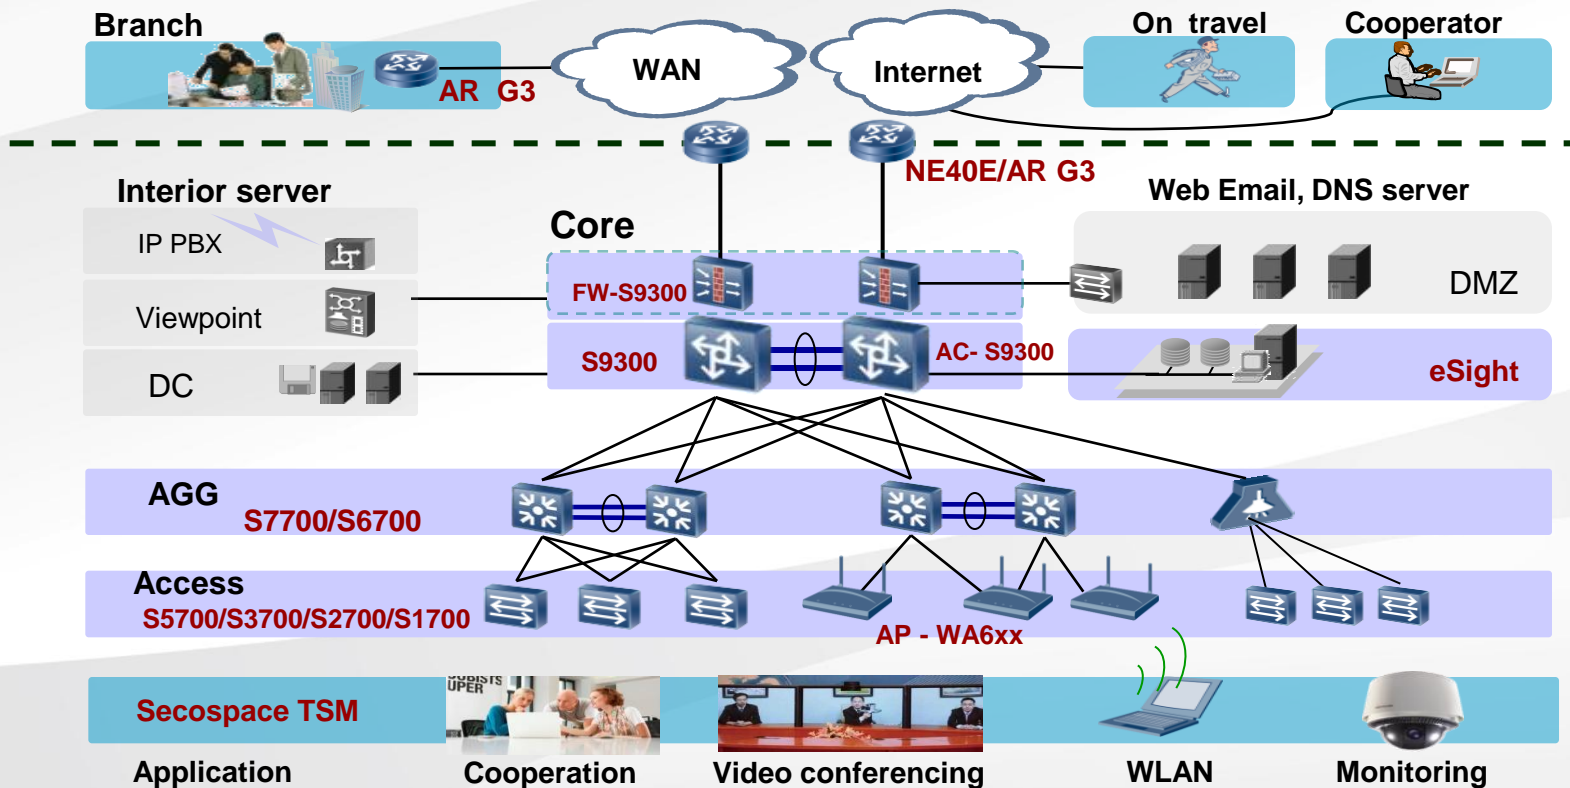 Branch
On travel
Cooperator
WAN
Internet
AR G3
NE40E/AR G3
Interior server
Web Email, DNS server
IP PBX
Core
FW-S9300
DMZ
Viewpoint
S9300
AC- S9300
DC
eSight
AGG
S7700/S6700
Access
S5700/S3700/S2700/S1700
AP - WA6xx
UPER
Secospace TSM
Application
Cooperation
Video conferencing
WLAN
Monitoring